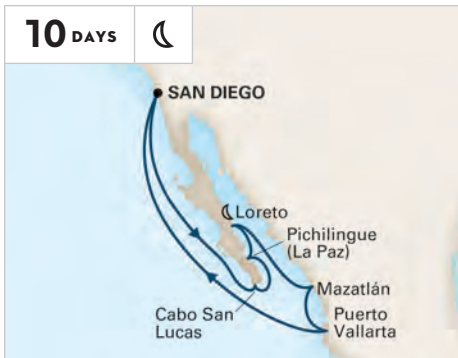 10 DAYS
SAN DIEGO
Loreto
Pichilingue
(La Paz)
Mazatlán
Cabo San
Lucas
Puerto
Vallarta